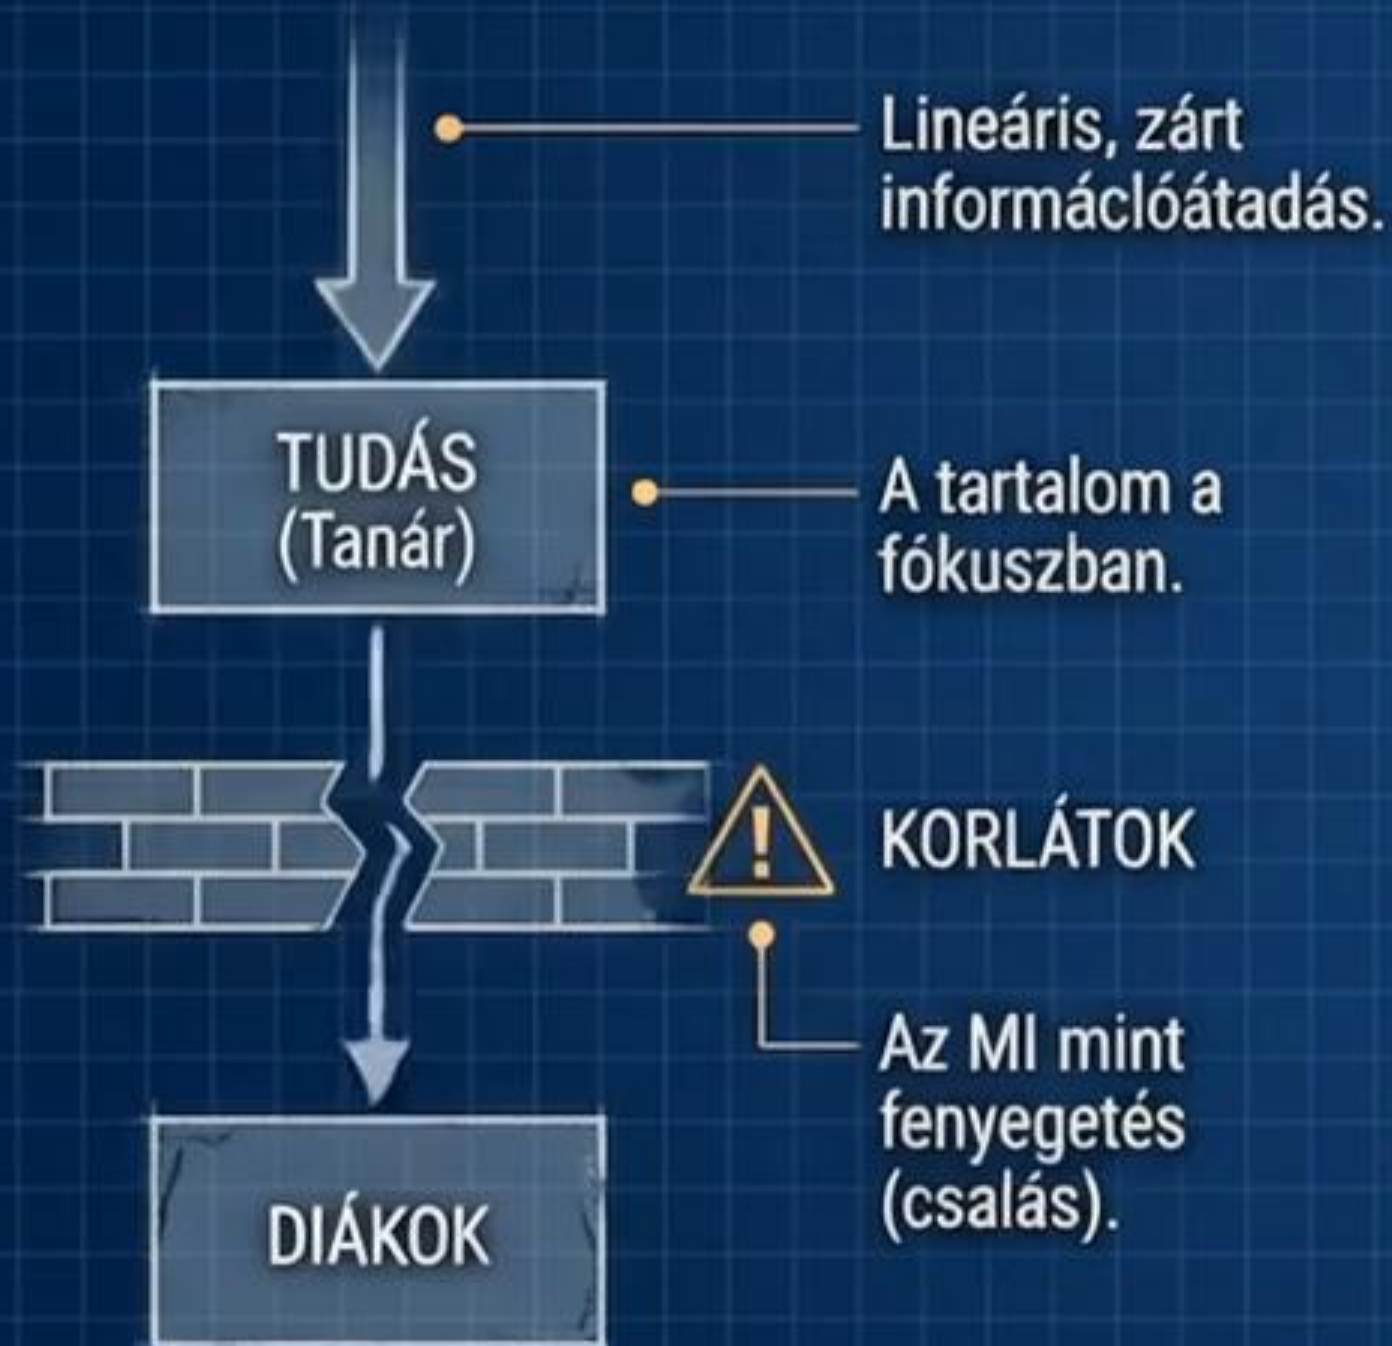 Lineáris, zárt
informáclóátadás.
TUDÁS
(Tanár)
A tartalom a
fókuszban.
KORLÁTOK
Az MI mint
fenyegetés
(csalás).
DIÁKOK